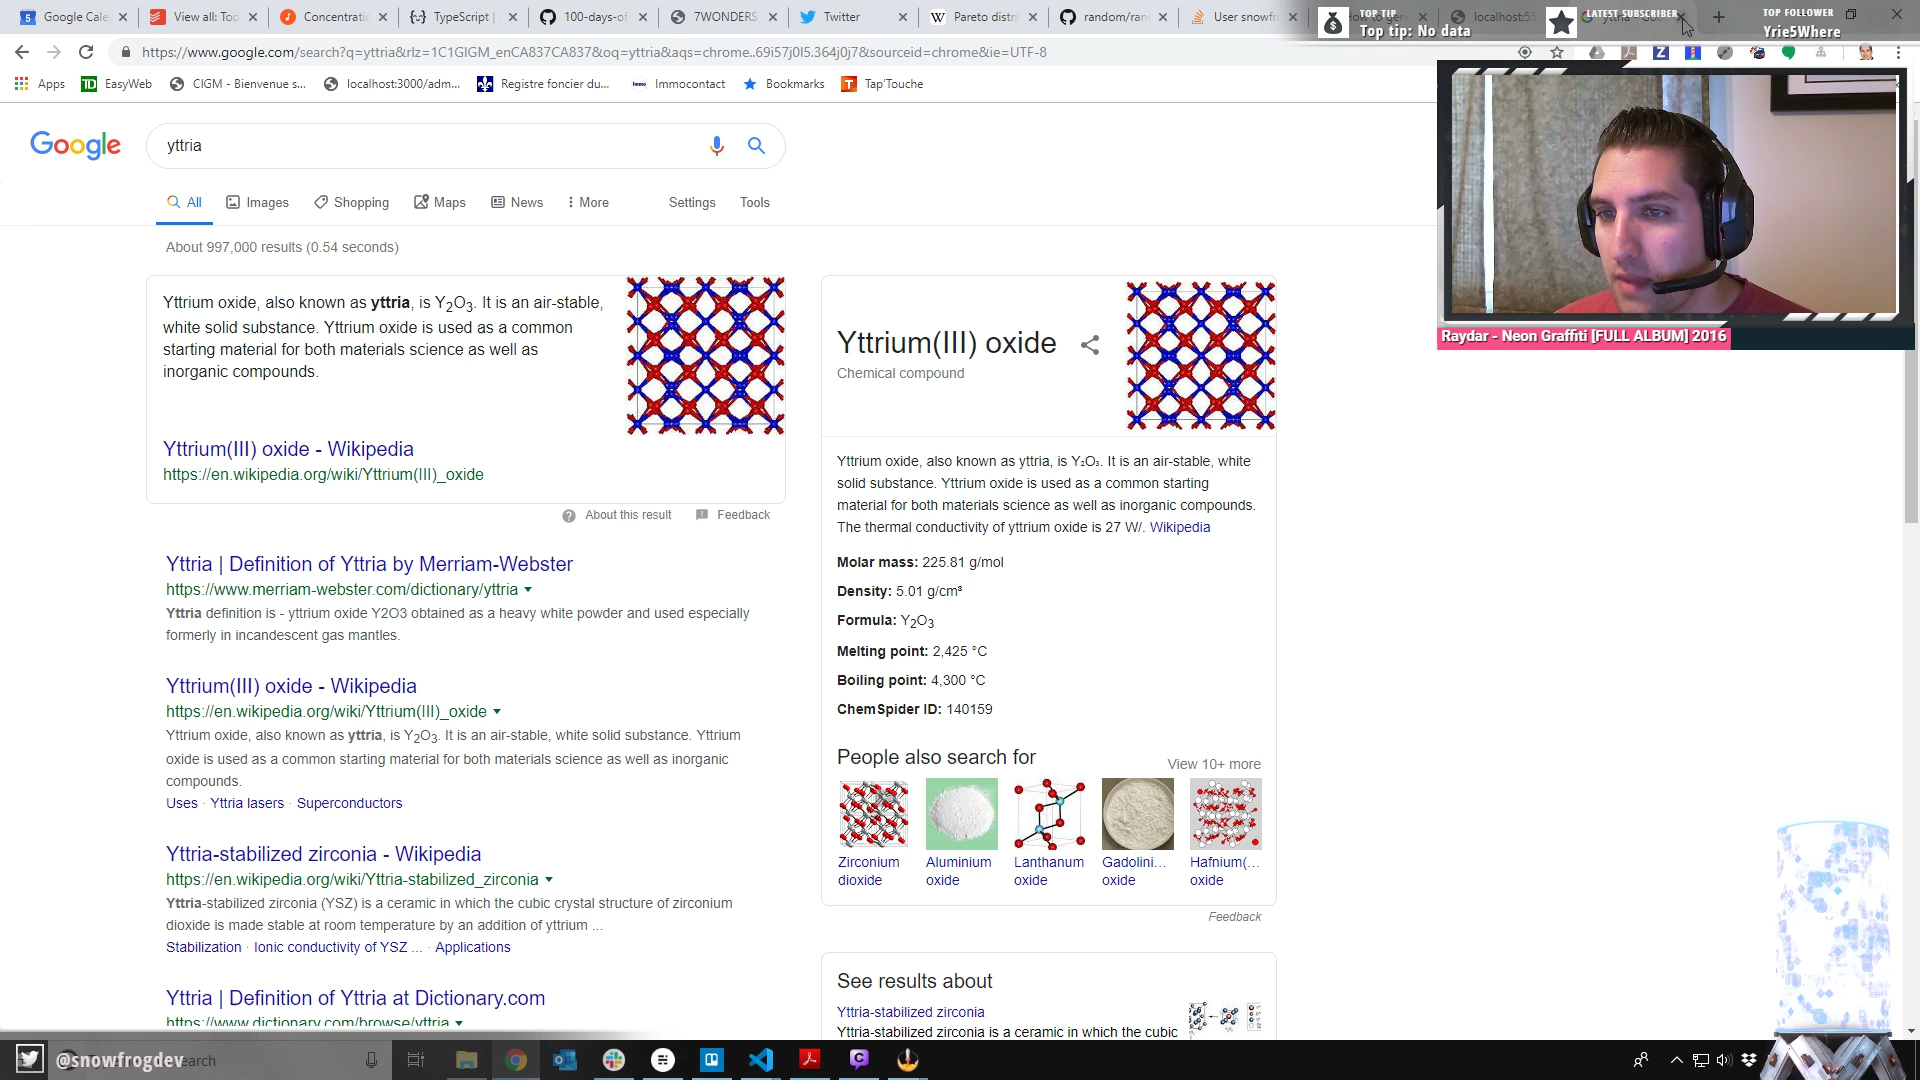 Google Cale
View all: Tod
Concentratic
TypeScript |
100-days-of
7WONDERS
Twitter
Pareto distri
random/ran
User snowfr
How to gen
localhost:55
TOP TIP
Top tip: No data
LATEST SUBSCRIBER
TOP FOLLOWER
Yrie5Where
https://www.google.com/search?q=yttria&rlz=1C1GIGM_enCA837CA837&oq=yttria&aqs=chrome..69i57j0l5.364j0j7&sourceid=chrome&ie=UTF-8
Apps
EasyWeb
CIGM - Bienvenue s...
localhost:3000/adm...
Registre foncier du...
Immocontact
Bookmarks
Tap'Touche
Google
yttria
All
Images
Shopping
Maps
News
More
Settings
Tools
About 997,000 results (0.54 seconds)
Yttrium oxide, also known as yttria, is Y2O3. It is an air-stable,
white solid substance. Yttrium oxide is used as a common
starting material for both materials science as well as
inorganic compounds.
Yttrium(III) oxide - Wikipedia
https://en.wikipedia.org/wiki/Yttrium(III)_oxide
About this result
Feedback
Yttria | Definition of Yttria by Merriam-Webster
https://www.merriam-webster.com/dictionary/yttria
Yttria definition is - yttrium oxide Y2O3 obtained as a heavy white powder and used especially
formerly in incandescent gas mantles.
Yttrium(III) oxide - Wikipedia
https://en.wikipedia.org/wiki/Yttrium(III)_oxide
Yttrium oxide, also known as yttria, is Y2O3. It is an air-stable, white solid substance. Yttrium
oxide is used as a common starting material for both materials science as well as inorganic
compounds.
Uses · Yttria lasers · Superconductors
Yttria-stabilized zirconia - Wikipedia
https://en.wikipedia.org/wiki/Yttria-stabilized_zirconia
Yttria-stabilized zirconia (YSZ) is a ceramic in which the cubic crystal structure of zirconium
dioxide is made stable at room temperature by an addition of yttrium ...
Stabilization · Ionic conductivity of YSZ ... · Applications
Yttria | Definition of Yttria at Dictionary.com
https://www.dictionary.com/browse/yttria
Yttrium(III) oxide
Chemical compound
Yttrium oxide, also known as yttria, is Y₂O₃. It is an air-stable, white
solid substance. Yttrium oxide is used as a common starting
material for both materials science as well as inorganic compounds.
The thermal conductivity of yttrium oxide is 27 W/. Wikipedia
Molar mass: 225.81 g/mol
Density: 5.01 g/cm³
Formula: Y2O3
Melting point: 2,425 °C
Boiling point: 4,300 °C
ChemSpider ID: 140159
People also search for
View 10+ more
Zirconium
dioxide
Aluminium
oxide
Lanthanum
oxide
Gadolini...
oxide
Hafnium(...
oxide
Feedback
See results about
Yttria-stabilized zirconia
Yttria-stabilized zirconia is a ceramic in which the cubic
Raydar - Neon Graffiti [FULL ALBUM] 2016
@snowfrogdev
earch